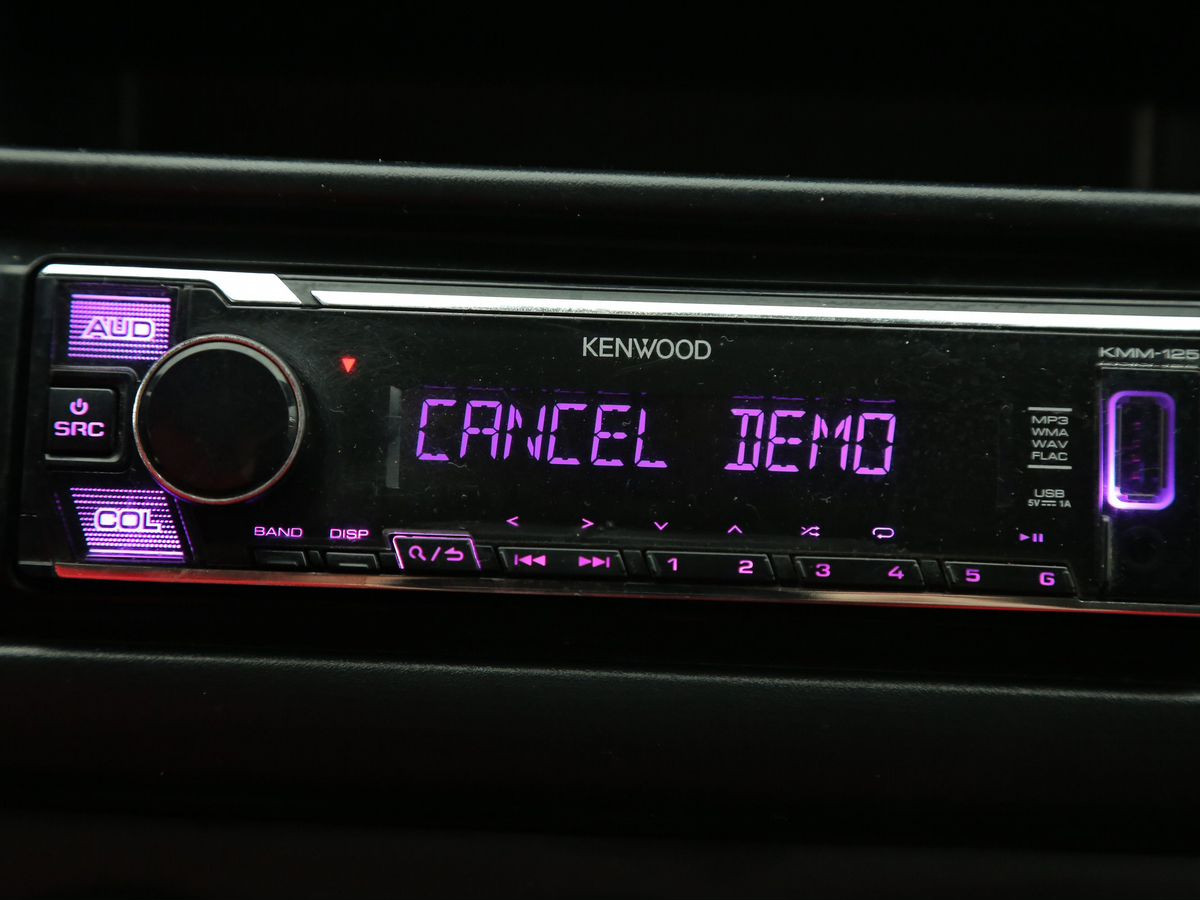 KENWOOD
KMM-125
AUD
CANCEL DEMO
SRC
MP3
WMA
WAV
FLAC
USB
5V 1A
COL
BAND DISP
1 2 3 4 5 6